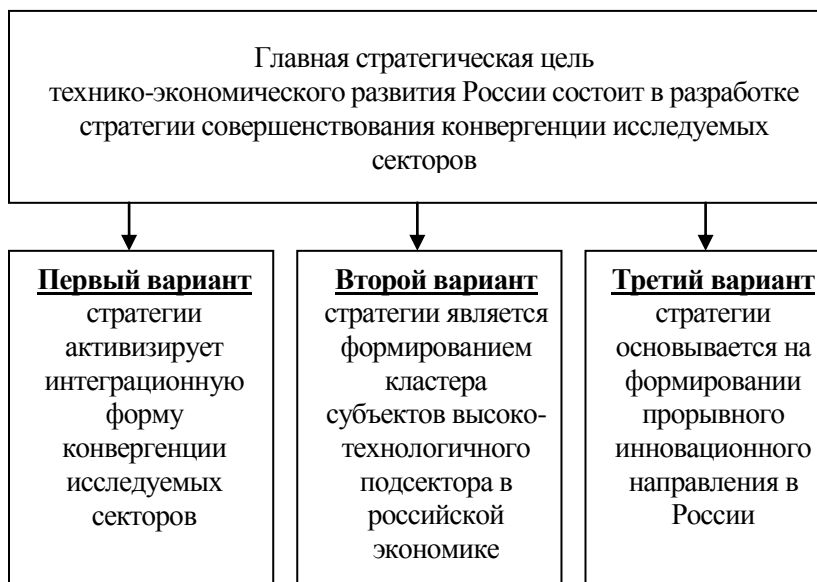 Главная стратегическая цель
технико-экономического развития России состоит в разработке
стратегии совершенствования конвергенции исследуемых
секторов
Первый вариант
стратегии
активизирует
интеграционную
форму
конвергенции
исследуемых
секторов
Второй вариант
стратегии является
формированием
кластера
субъектов высоко-
технологичного
подсектора в
российской
экономике
Третий вариант
стратегии
основывается на
формировании
прорывного
инновационного
направления в
России